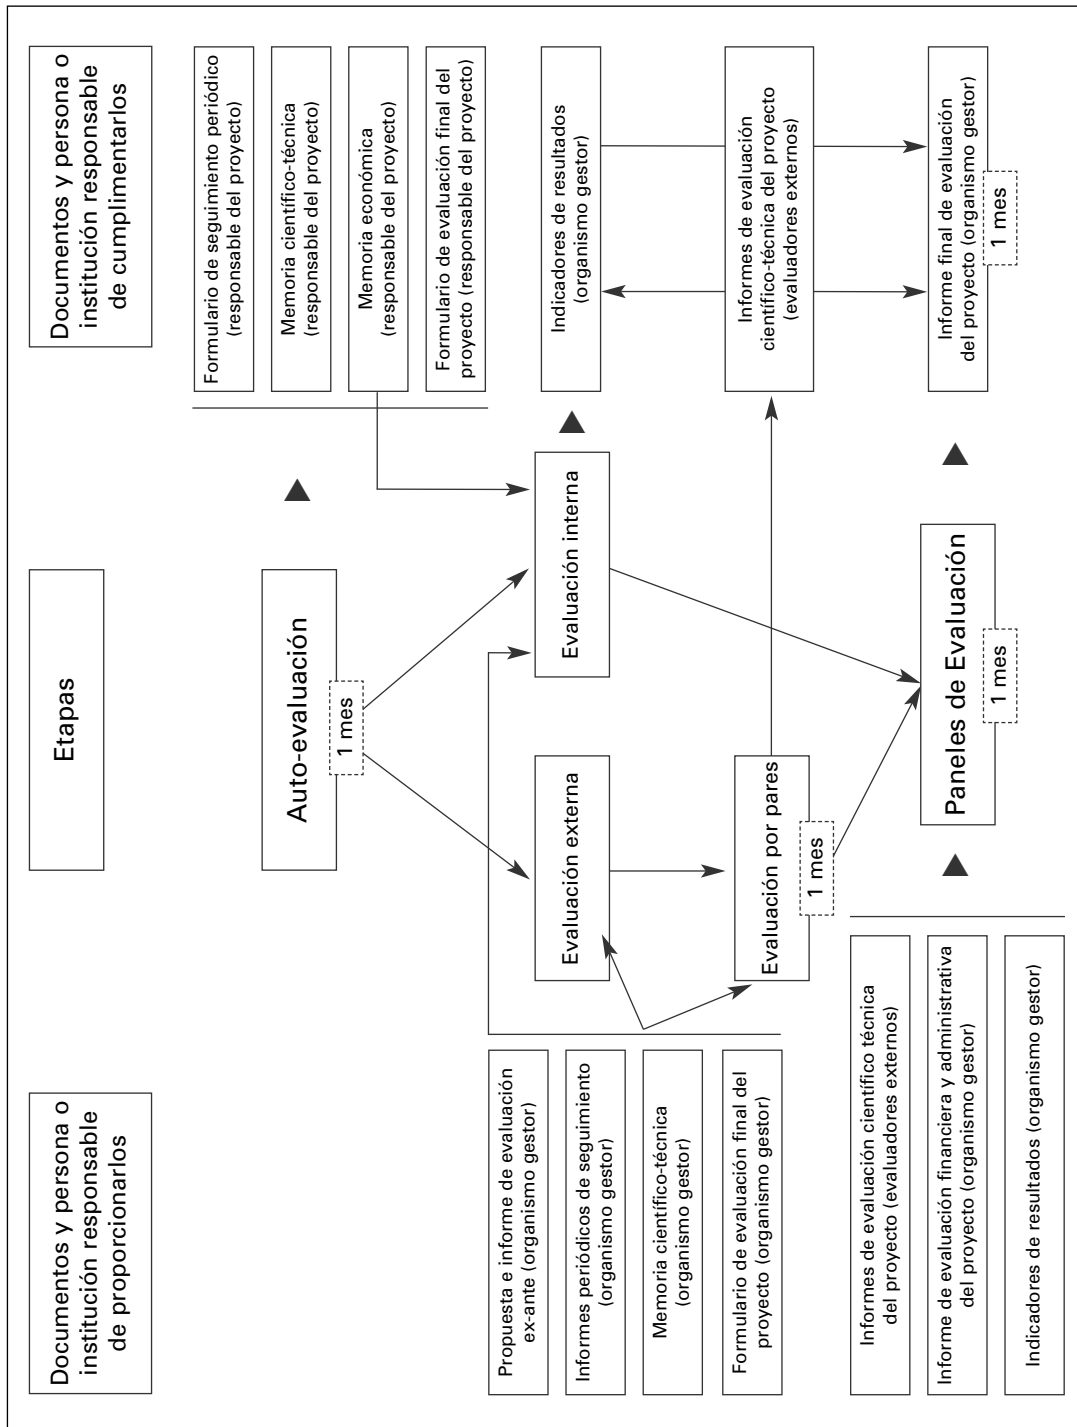 Documentos y persona o
institución responsable
de proporcionarlos
Etapas
Documentos y persona o
institución responsable
de cumplimentarlos
Auto-evaluación
1 mes
Formulario de seguimiento periódico
(responsable del proyecto)
Memoria científico-técnica
(responsable del proyecto)
Memoria económica
(responsable del proyecto)
Formulario de evaluación final del
proyecto (responsable del proyecto)
Propuesta e informe de evaluación
ex-ante (organismo gestor)
Informes periódicos de seguimiento
(organismo gestor)
Memoria científico-técnica
(organismo gestor)
Formulario de evaluación final del
proyecto (organismo gestor)
Evaluación externa
Evaluación interna
Indicadores de resultados
(organismo gestor)
Evaluación por pares
1 mes
Informes de evaluación
científico-técnica del proyecto
(evaluadores externos)
Informes de evaluación científico técnica
del proyecto (evaluadores externos)
Informe de evaluación financiera y administrativa
del proyecto (organismo gestor)
Indicadores de resultados (organismo gestor)
Paneles de Evaluación
1 mes
Informe final de evaluación
del proyecto (organismo gestor)
1 mes